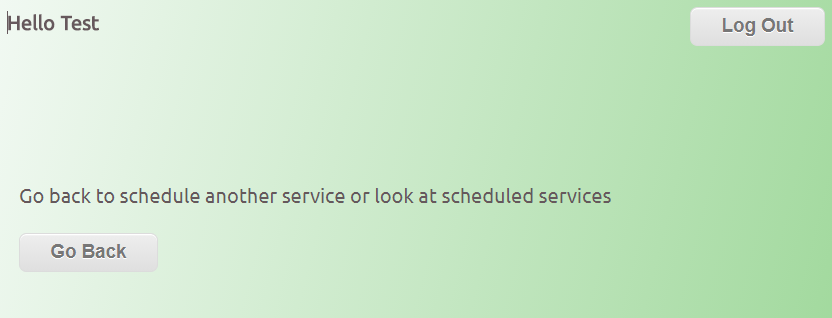 Hello Test
Log Out
Go back to schedule another service or look at scheduled services
Go Back